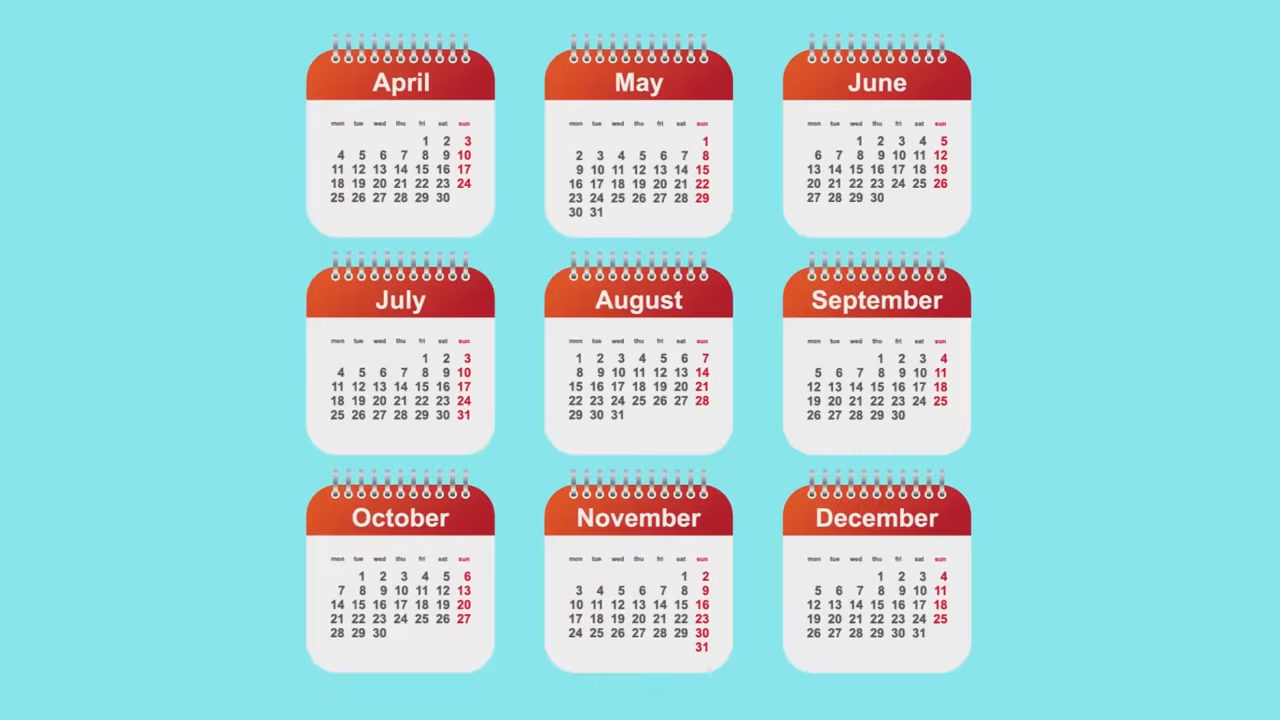 April
mon tue wed thu fri sat sun
1 2 3
4 5 6 7 8 9 10
11 12 13 14 15 16 17
18 19 20 21 22 23 24
25 26 27 28 29 30
May
mon tue wed thu fri sat sun
1
2 3 4 5 6 7 8
9 10 11 12 13 14 15
16 17 18 19 20 21 22
23 24 25 26 27 28 29
30 31
June
mon tue wed thu fri sat sun
1 2 3 4 5
6 7 8 9 10 11 12
13 14 15 16 17 18 19
20 21 22 23 24 25 26
27 28 29 30
July
mon tue wed thu fri sat sun
1 2 3
4 5 6 7 8 9 10
11 12 13 14 15 16 17
18 19 20 21 22 23 24
25 26 27 28 29 30 31
August
mon tue wed thu fri sat sun
1 2 3 4 5 6 7
8 9 10 11 12 13 14
15 16 17 18 19 20 21
22 23 24 25 26 27 28
29 30 31
September
mon tue wed thu fri sat sun
1 2 3 4
5 6 7 8 9 10 11
12 13 14 15 16 17 18
19 20 21 22 23 24 25
26 27 28 29 30
October
mon tue wed thu fri sat sun
1 2 3 4 5 6
7 8 9 10 11 12 13
14 15 16 17 18 19 20
21 22 23 24 25 26 27
28 29 30
November
mon tue wed thu fri sat sun
1 2
3 4 5 6 7 8 9
10 11 12 13 14 15 16
17 18 19 20 21 22 23
24 25 26 27 28 29 30
31
December
mon tue wed thu fri sat sun
1 2 3 4
5 6 7 8 9 10 11
12 13 14 15 16 17 18
19 20 21 22 23 24 25
26 27 28 29 30 31